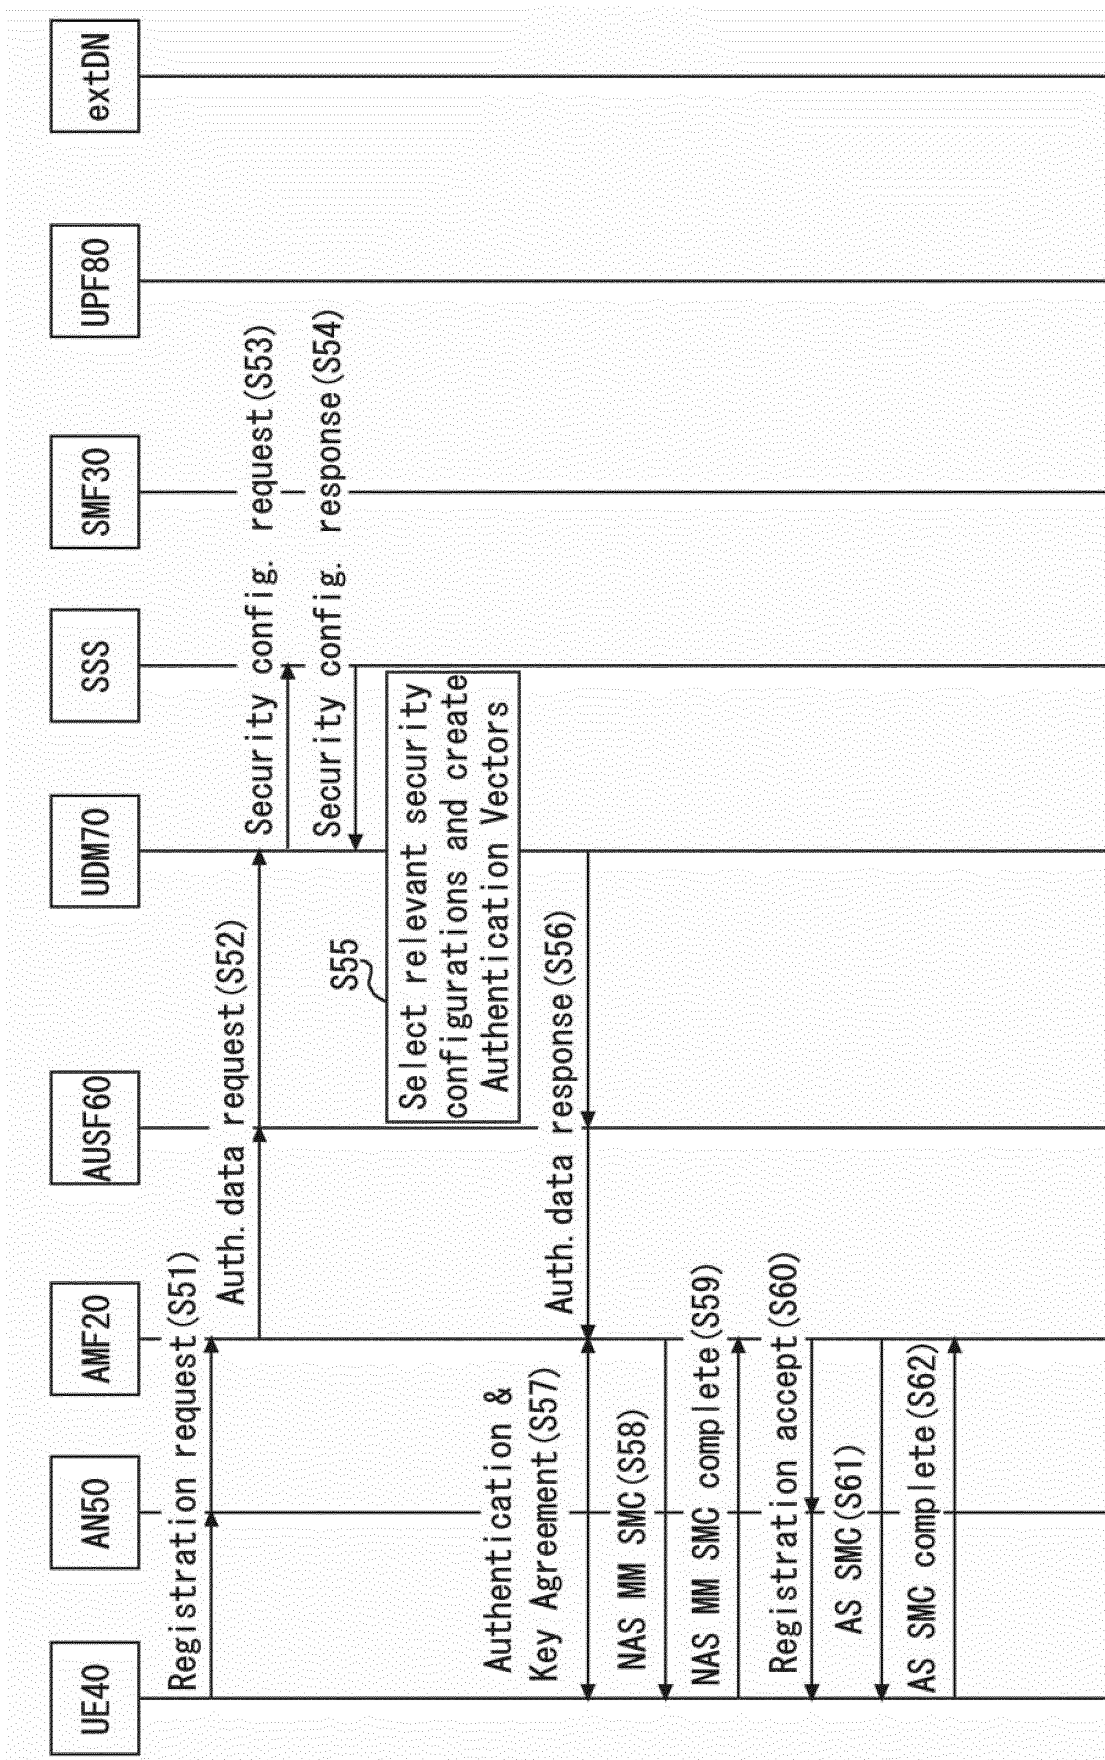 UE40
AN50
AMF20
AUSF60
UDM70
SSS
SMF30
UPF80
extDN
Registration request(S51)
Auth.data request(S52)
Security config. request(S53)
Security config. response(S54)
S55
Select relevant security
configurations and create
Authentication Vectors
Auth.data response(S56)
Authentication &
Key Agreement(S57)
NAS MM SMC(S58)
NAS MM SMC complete(S59)
Registration accept(S60)
AS SMC(S61)
AS SMC complete(S62)